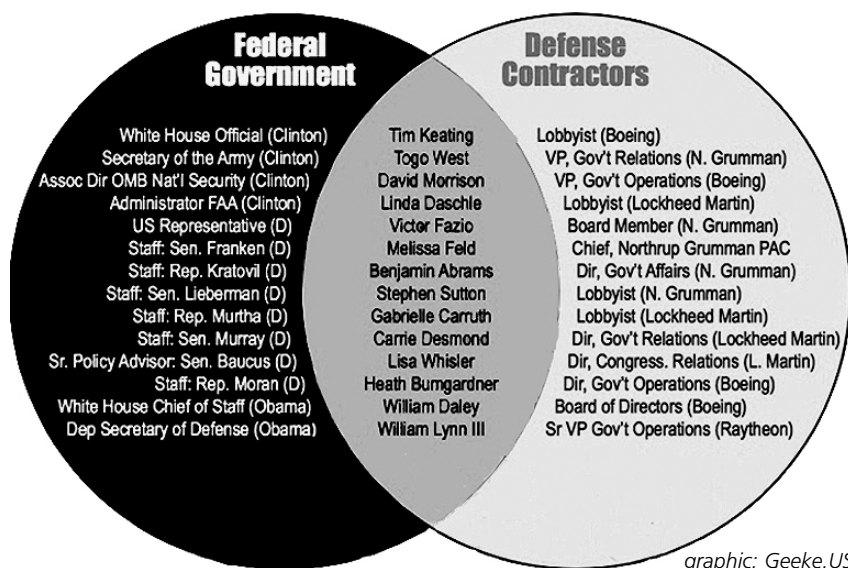 Federal Government
Defense Contractors
White House Official (Clinton) Tim Keating Lobbyist (Boeing)
Secretary of the Army (Clinton) Togo West VP, Gov't Relations (N. Grumman)
Assoc Dir OMB Nat'l Security (Clinton) David Morrison VP, Gov't Operations (Boeing)
Administrator FAA (Clinton) Linda Daschle Lobbyist (Lockheed Martin)
US Representative (D) Victor Fazio Board Member (N. Grumman)
Staff: Sen. Franken (D) Melissa Feld Chief, Northrup Grumman PAC
Staff: Rep. Kratovil (D) Benjamin Abrams Dir, Gov't Affairs (N. Grumman)
Staff: Sen. Lieberman (D) Stephen Sutton Lobbyist (N. Grumman)
Staff: Rep. Murtha (D) Gabrielle Carruth Lobbyist (Lockheed Martin)
Staff: Sen. Murray (D) Carrie Desmond Dir, Gov't Relations (Lockheed Martin)
Sr. Policy Advisor: Sen. Baucus (D) Lisa Whisler Dir, Congress. Relations (L. Martin)
Staff: Rep. Moran (D) Heath Bumgardner Dir, Gov't Operations (Boeing)
White House Chief of Staff (Obama) William Daley Board of Directors (Boeing)
Dep Secretary of Defense (Obama) William Lynn III Sr VP Gov't Operations (Raytheon)
graphic: Geeke.US